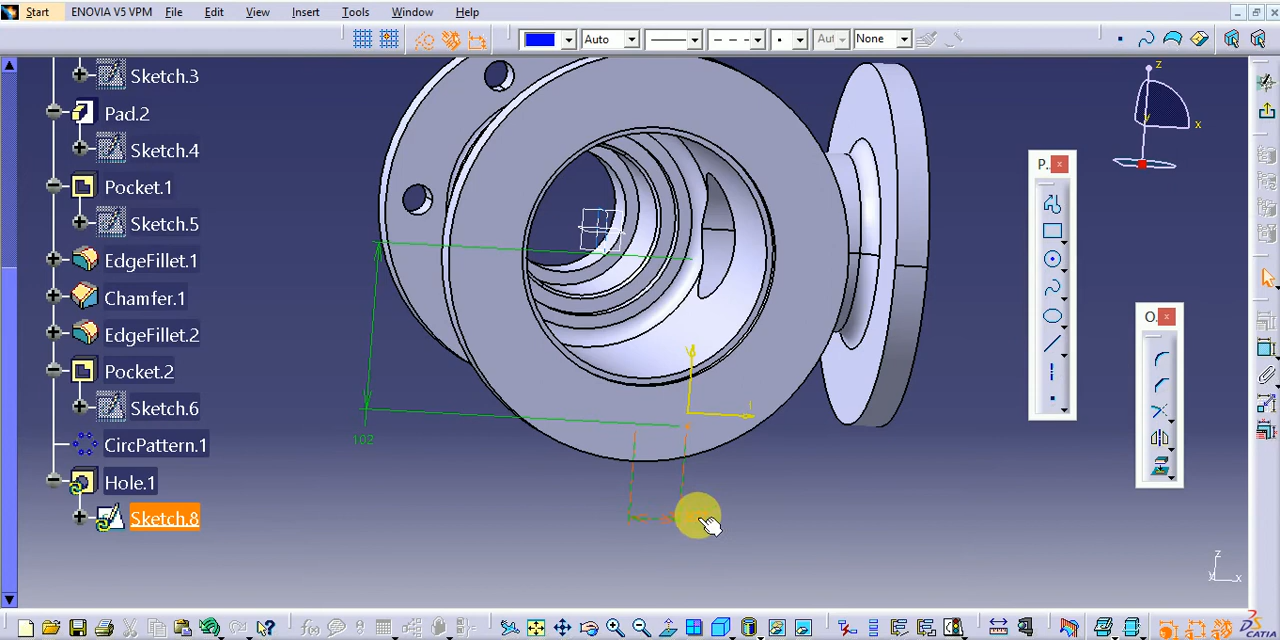 Start ENOVIA V5 VPM File Edit View Insert Tools Window Help
Auto Aut None
Sketch.3
Pad.2
Sketch.4
Pocket.1
Sketch.5
EdgeFillet.1
Chamfer.1
EdgeFillet.2
Pocket.2
Sketch.6
CircPattern.1
Hole.1
Sketch.8
102
z
x
y
P...
O...
z
y x
CATIA